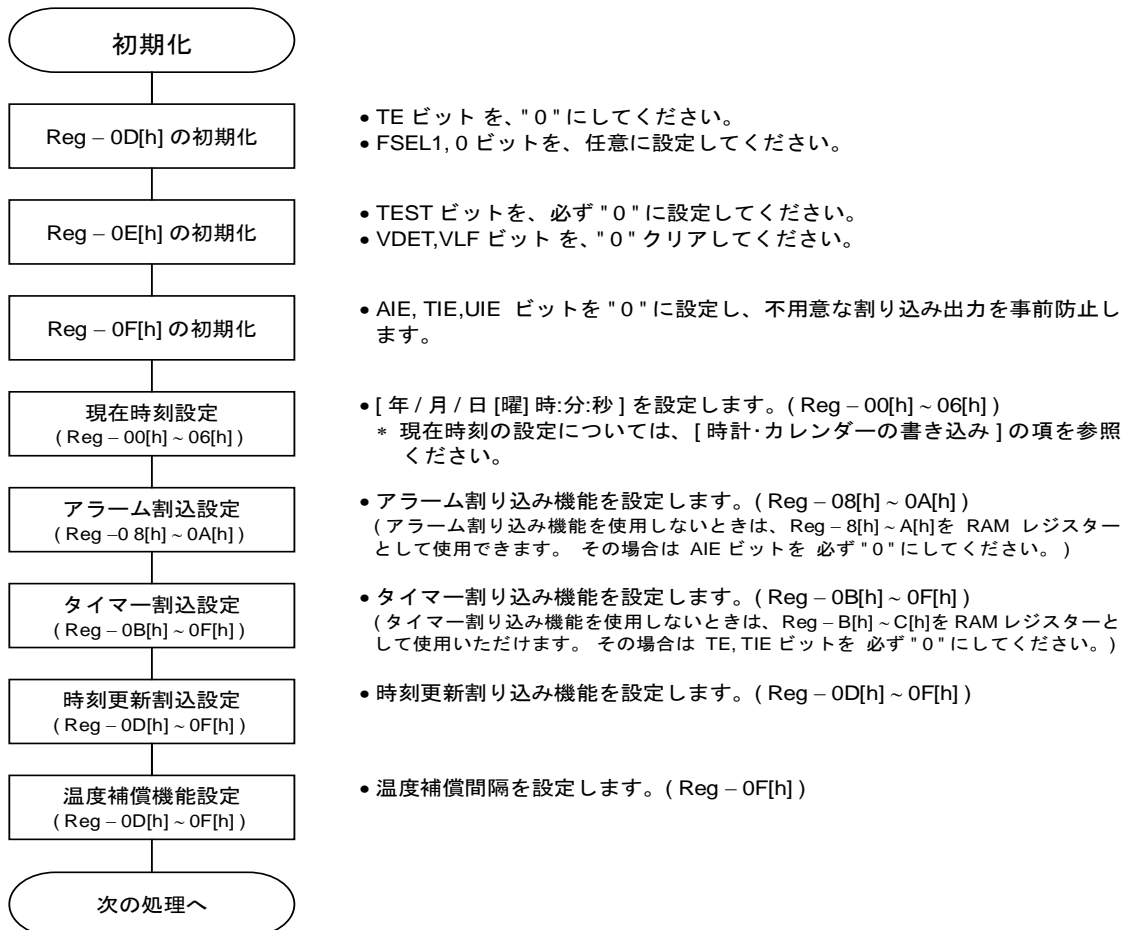 初期化
Reg – 0D[h] の初期化
• TE ビット を、" 0 " にしてください。
• FSEL1, 0 ビットを、任意に設定してください。
Reg – 0E[h] の初期化
• TEST ビットを、必ず " 0 " に設定してください。
• VDET,VLF ビット を、" 0 " クリアしてください。
Reg – 0F[h] の初期化
• AIE, TIE,UIE ビットを " 0 " に設定し、不用意な割り込み出力を事前防止し
ます。
現在時刻設定
( Reg – 00[h] ~ 06[h] )
• [ 年 / 月 / 日 [曜] 時:分:秒 ] を設定します。( Reg – 00[h] ~ 06[h] )
* 現在時刻の設定については、[ 時計･カレンダーの書き込み ] の項を参照
ください。
アラーム割込設定
( Reg –0 8[h] ~ 0A[h] )
• アラーム割り込み機能を設定します。( Reg – 08[h] ~ 0A[h] )
( アラーム割り込み機能を使用しないときは、Reg – 8[h] ~ A[h]を RAM レジスター
として使用できます。 その場合は AIE ビットを 必ず " 0 " にしてください。 )
タイマー割込設定
( Reg – 0B[h] ~ 0F[h] )
• タイマー割り込み機能を設定します。( Reg – 0B[h] ~ 0F[h] )
( タイマー割り込み機能を使用しないときは、Reg – B[h] ~ C[h]を RAM レジスターと
して使用いただけます。 その場合は TE, TIE ビットを 必ず " 0 " にしてください。)
時刻更新割込設定
( Reg – 0D[h] ~ 0F[h] )
• 時刻更新割り込み機能を設定します。( Reg – 0D[h] ~ 0F[h] )
温度補償機能設定
( Reg – 0D[h] ~ 0F[h] )
• 温度補償間隔を設定します。( Reg – 0F[h] )
次の処理へ